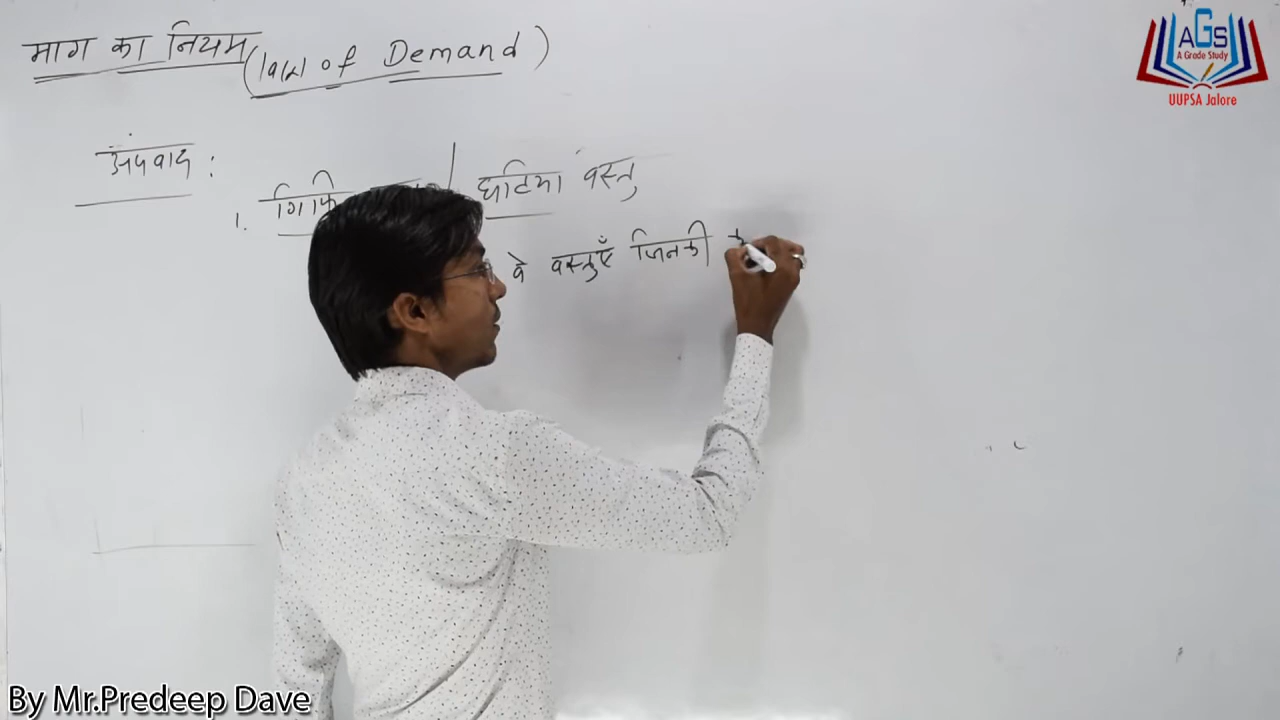 माग का नियम (law of Demand)
अपवाद :
1. गिफि / घटिया वस्तु
वे वस्तुएँ जिनकी
AGS
A Grade Study
UUPSA Jalore
By Mr.Predeep Dave